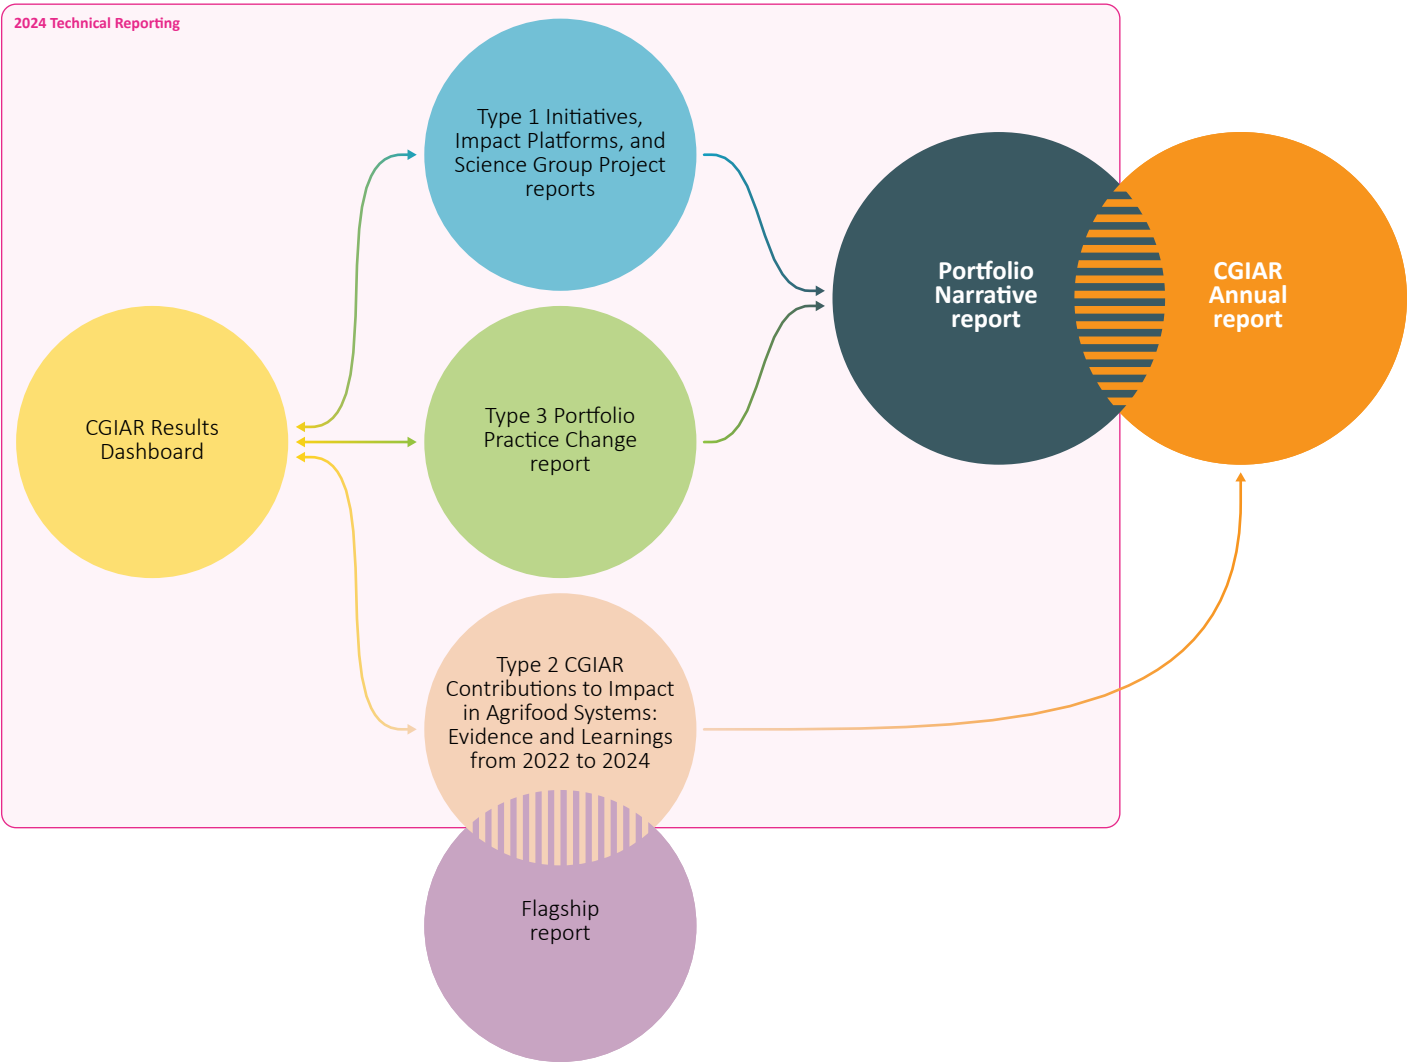 2024 Technical Reporting
Type 1 Initiatives,
Impact Platforms, and
Science Group Project
reports
Portfolio
Narrative
report
CGIAR
Annual
report
CGIAR Results
Dashboard
Type 3 Portfolio
Practice Change
report
Type 2 CGIAR
Contributions to Impact
in Agrifood Systems:
Evidence and Learnings
from 2022 to 2024
Flagship
report